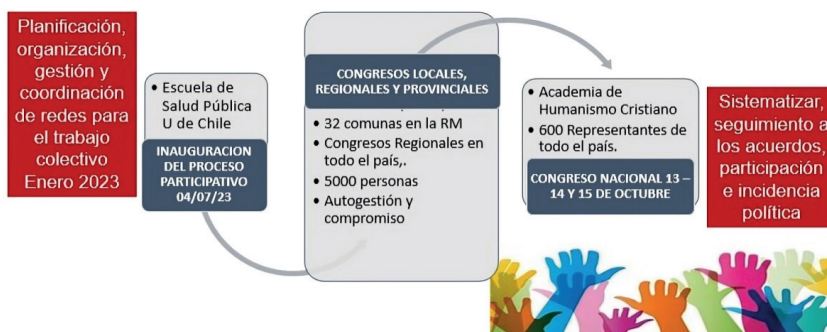 Planificación,
organización,
gestión y
coordinación
de redes para
el trabajo
colectivo
Enero 2023
• Escuela de
Salud Pública
U de Chile
INAUGURACION
DEL PROCESO
PARTICIPATIVO
04/07/23
CONGRESOS LOCALES,
REGIONALES Y PROVINCIALES
• 32 comunas en la RM
• Congresos Regionales en
todo el país,.
• 5000 personas
• Autogestión y
compromiso
• Academia de
Humanismo Cristiano
• 600 Representantes de
todo el país.
CONGRESO NACIONAL 13 –
14 Y 15 DE OCTUBRE
Sistematizar,
seguimiento a
los acuerdos,
participación
e incidencia
política